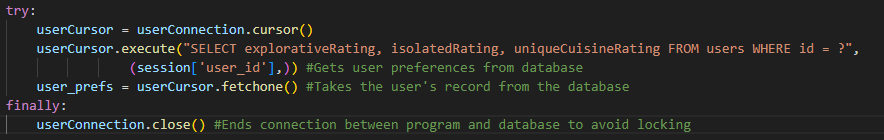 try:
    userCursor = userConnection.cursor()
    userCursor.execute("SELECT explorativeRating, isolatedRating, uniqueCuisineRating FROM users WHERE id = ?",
                (session['user_id'],)) #Gets user preferences from database
    user_prefs = userCursor.fetchone() #Takes the user's record from the database
finally:
    userConnection.close() #Ends connection between program and database to avoid locking